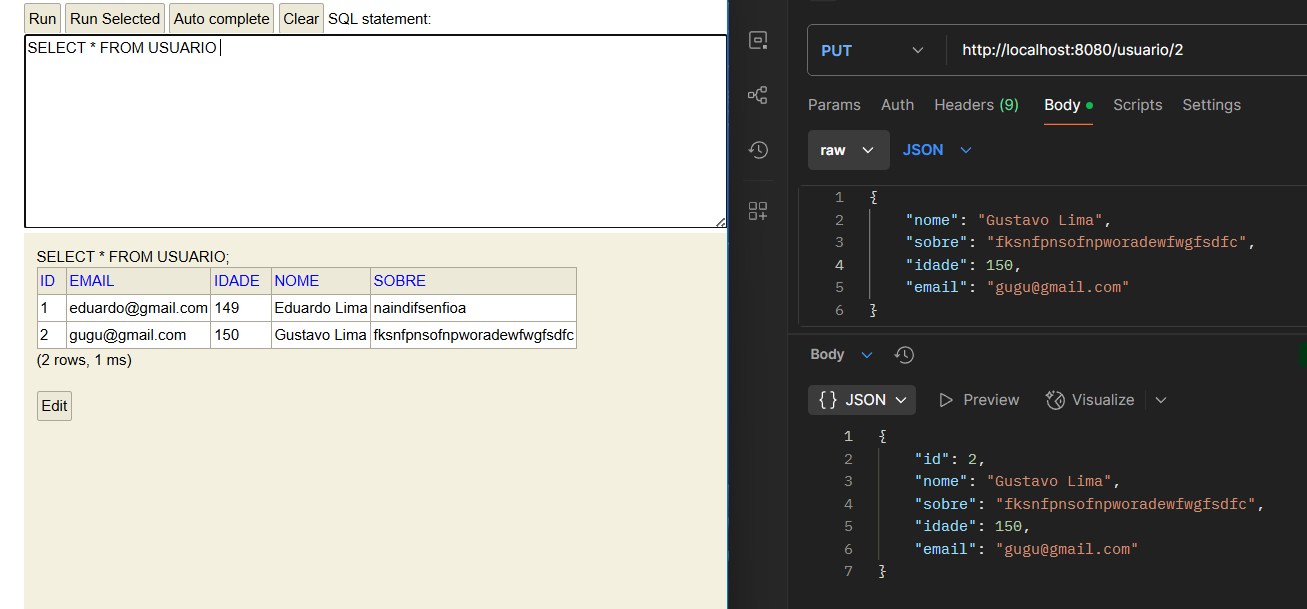 Run Run Selected Auto complete Clear SQL statement:
SELECT * FROM USUARIO
SELECT * FROM USUARIO;
ID EMAIL IDADE NOME SOBRE
1 eduardo@gmail.com 149 Eduardo Lima naindifsenfioa
2 gugu@gmail.com 150 Gustavo Lima fksnfpnsofnpworadewfwgfsdfc
(2 rows, 1 ms)
Edit
PUT http://localhost:8080/usuario/2
Params Auth Headers (9) Body Scripts Settings
raw JSON
1 {
2 "nome": "Gustavo Lima",
3 "sobre": "fksnfpnsofnpworadewfwgfsdfc",
4 "idade": 150,
5 "email": "gugu@gmail.com"
6 }
Body
{} JSON Preview Visualize
1 {
2 "id": 2,
3 "nome": "Gustavo Lima",
4 "sobre": "fksnfpnsofnpworadewfwgfsdfc",
5 "idade": 150,
6 "email": "gugu@gmail.com"
7 }